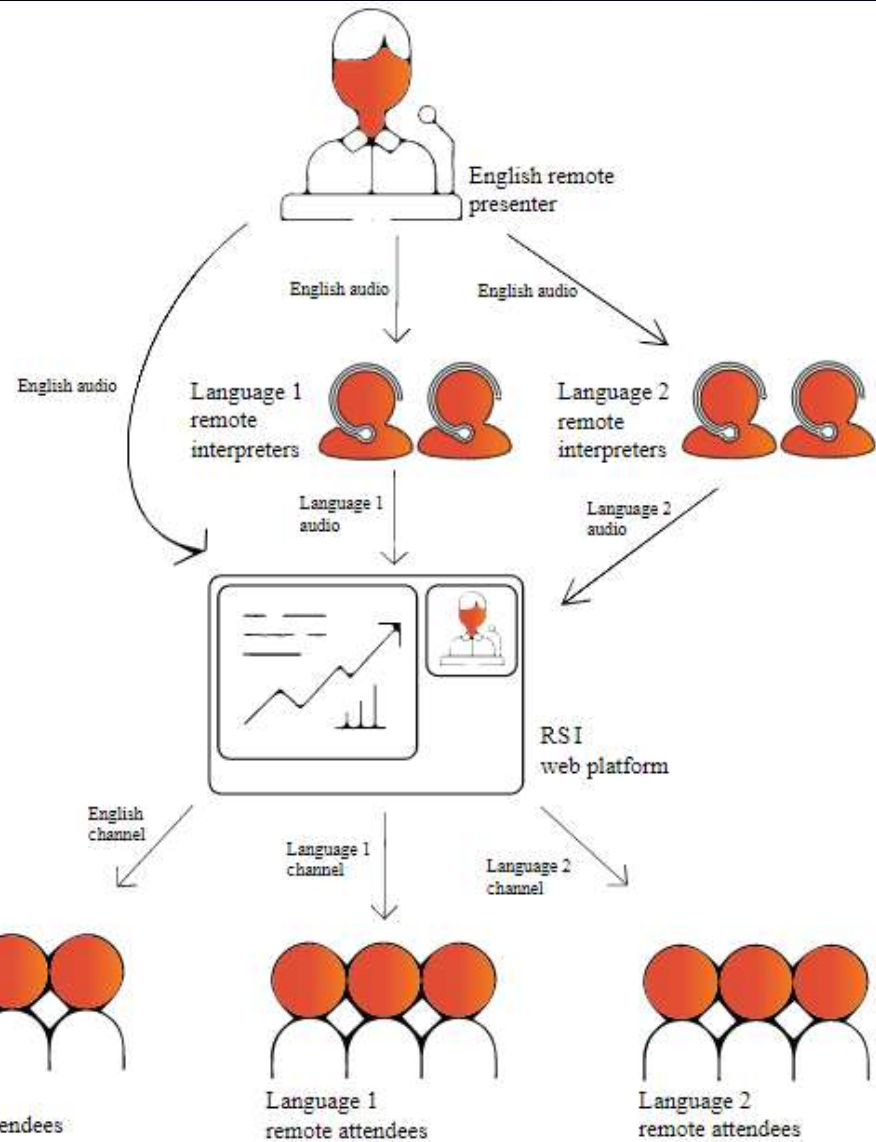 English remote
presenter
English audio
English audio
English audio
Language 1
remote
interpreters
Language 2
remote
interpreters
Language 1
audio
Language 2
audio
RSI
web platform
English
channel
Language 1
channel
Language 2
channel
Language 1
remote attendees
Language 2
remote attendees